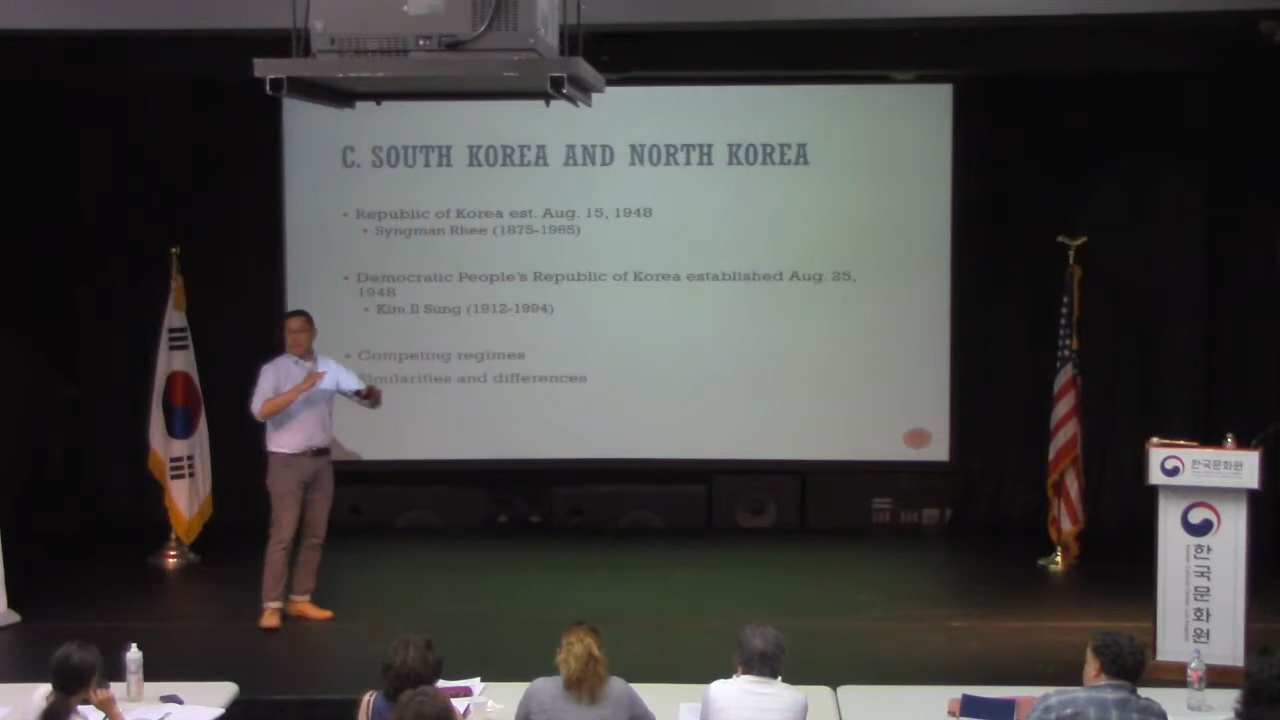 C. SOUTH KOREA AND NORTH KOREA
• Republic of Korea est. Aug. 15, 1948
• Syngman Rhee (1875-1965)
• Democratic People's Republic of Korea established Aug. 25,
1948
• Kim Il Sung (1912-1994)
• Competing regimes
Similarities and differences
한국문화원
한국문화원